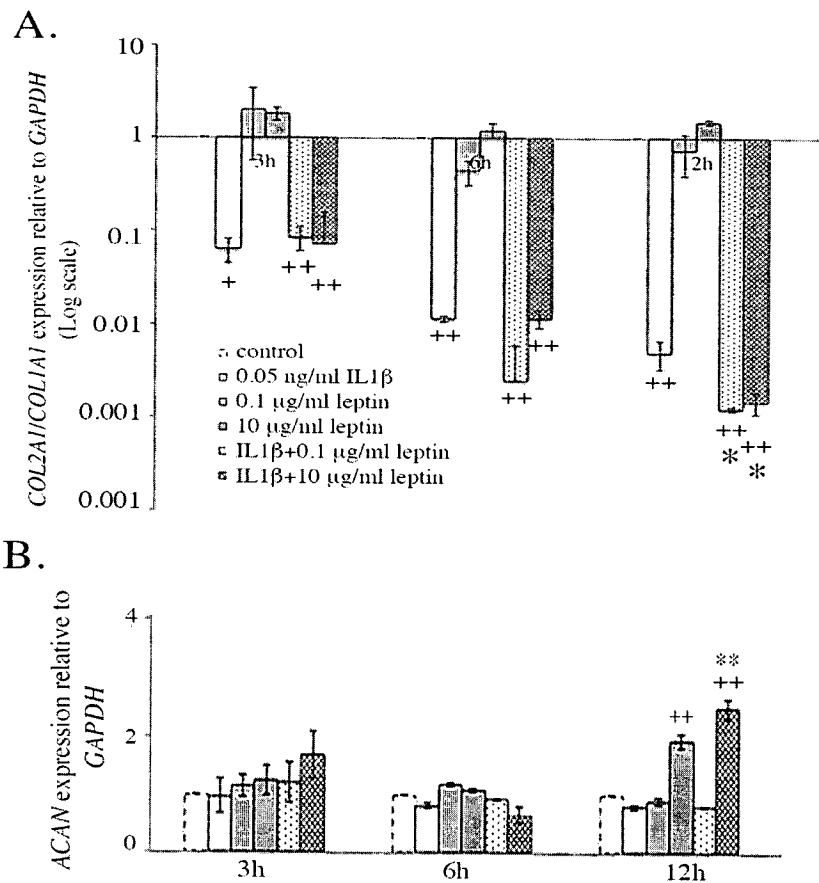 A.
COL2A1/COL1A1 expression relative to GAPDH
(Log scale)
10
1
0.1
0.01
0.001
0.001
3h
6h
2h
+
++
++
++
++
++
++
++
++
*
*
control
0.05 ng/ml IL1β
0.1 µg/ml leptin
10 µg/ml leptin
IL1β+0.1 µg/ml leptin
IL1β+10 µg/ml leptin
B.
ACAN expression relative to
GAPDH
4
2
0
++
**
++
3h
6h
12h